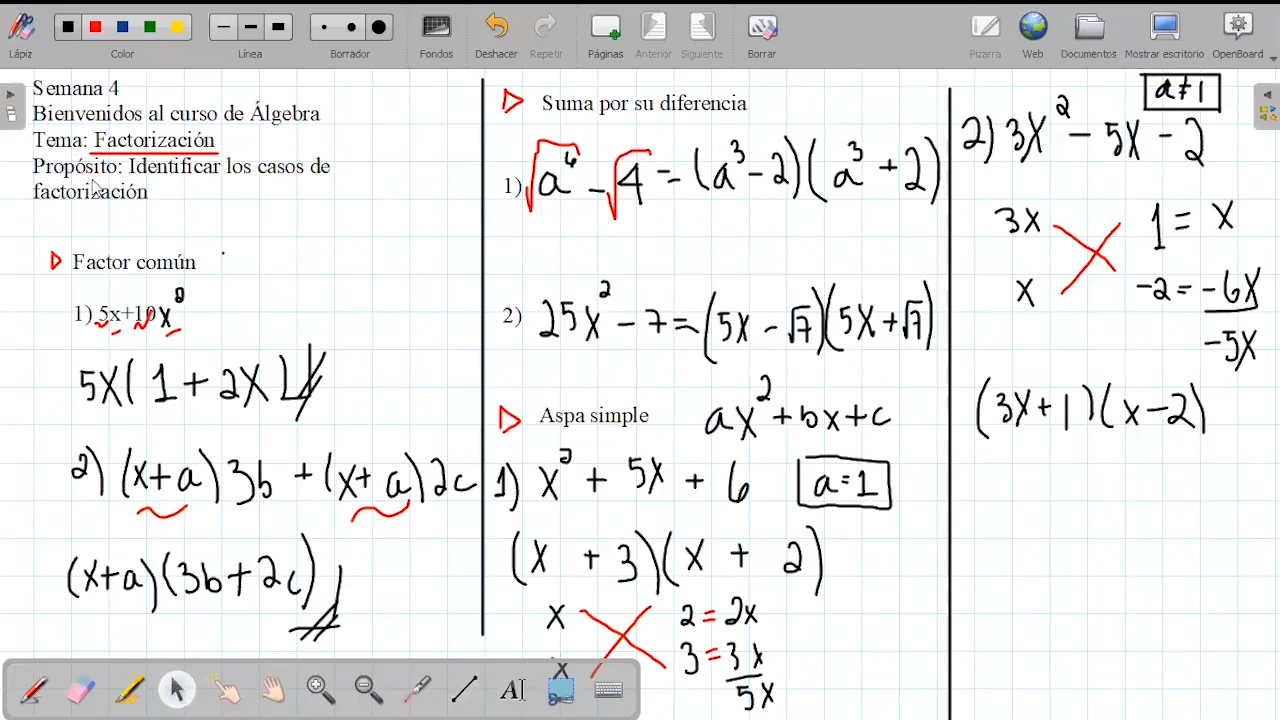 Lápiz Color Línea Borrador Fondos Deshacer Repetir Páginas Anterior Siguiente Borrar Pizarra Web Documentos Mostrar escritorio OpenBoard
Semana 4
Bienvenidos al curso de Álgebra
Tema: Factorización
Propósito: Identificar los casos de
factorización
Factor común
1) 5x+10x²
5x(1+2x)
2) (x+a)3b + (x+a)2c
(x+a)(3b+2c)
Suma por su diferencia
1) √a⁶ - √4 = (a³-2)(a³+2)
2) 25x² - 7 = (5x - √7)(5x + √7)
Aspa simple ax²+bx+c
1) x² + 5x + 6 a=1
(x + 3)(x + 2)
x 2 = 2x
x 3 = 3x
5x
a≠1
2) 3x² - 5x - 2
3x 1 = x
x -2 = -6x
-5x
(3x+1)(x-2)